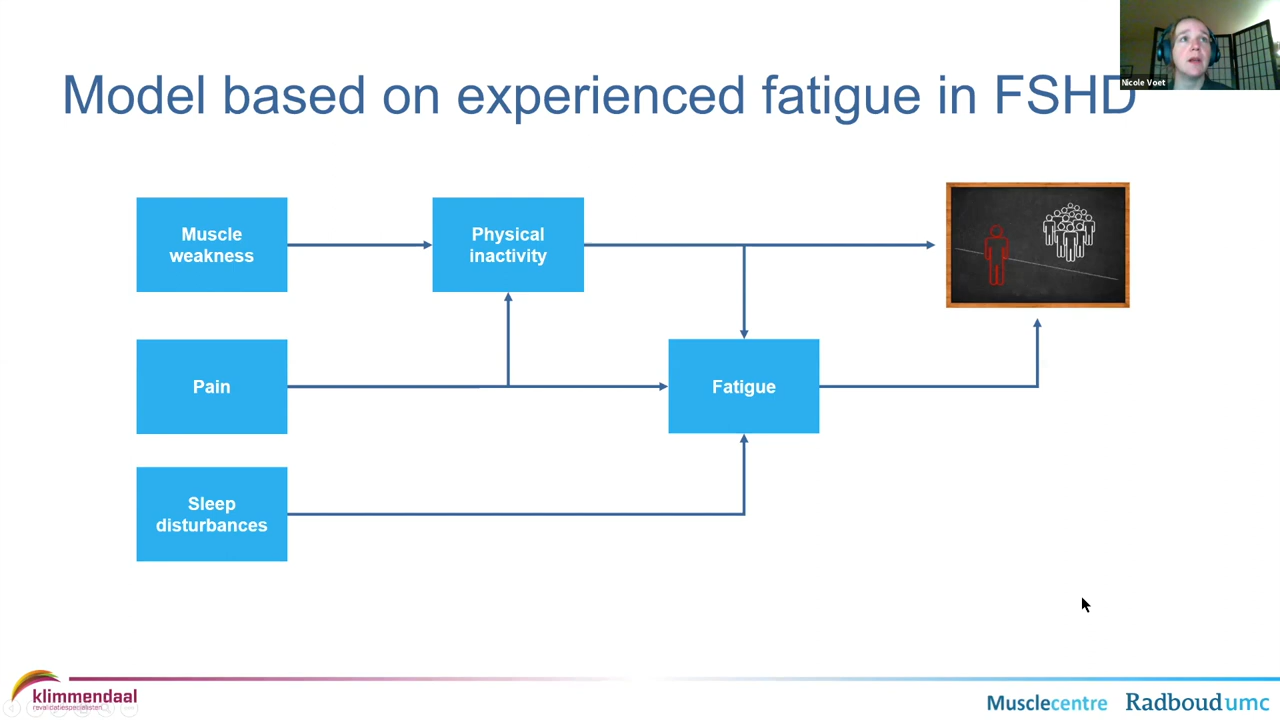 Nicole Voet
Model based on experienced fatigue in FSHD
Muscle
weakness
Physical
inactivity
Pain
Fatigue
Sleep
disturbances
klimmendaal
revalidatiespecialisten
Musclecentre
Radboudumc